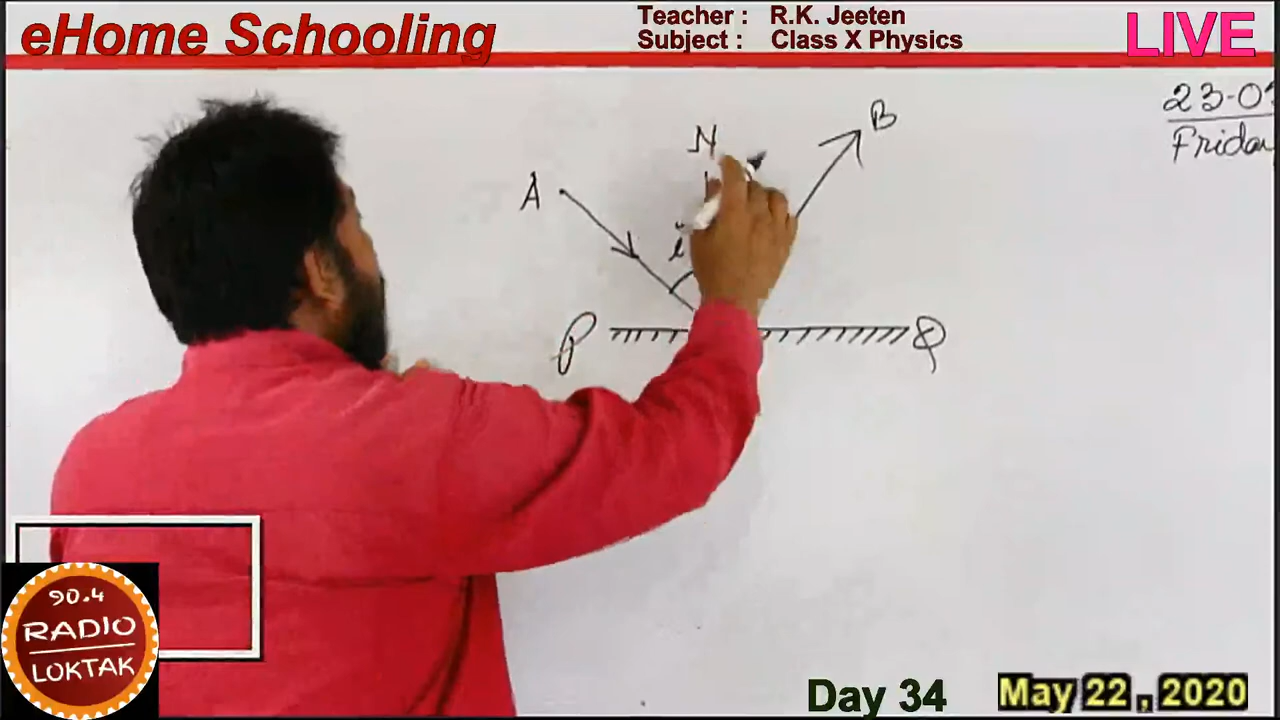 eHome Schooling
Teacher : R.K. Jeeten
Subject : Class X Physics
LIVE
23-0
Friday
N
B
A
i
P
Q
90.4
RADIO
LOKTAK
Day 34
May 22 , 2020